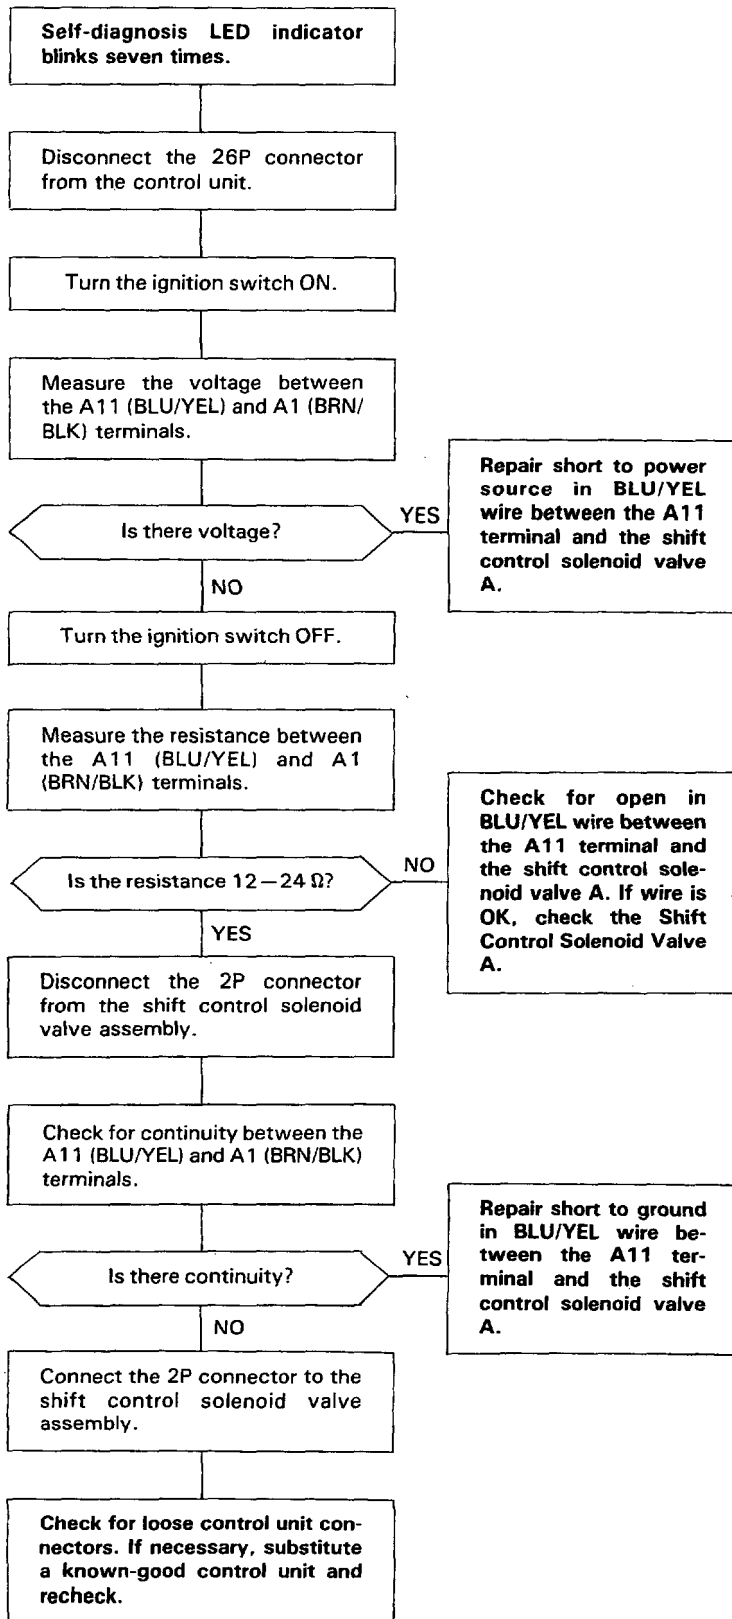 Self-diagnosis LED indicator
blinks seven times.
Disconnect the 26P connector
from the control unit.
Turn the ignition switch ON.
Measure the voltage between
the A11 (BLU/YEL) and A1 (BRN/
BLK) terminals.
Is there voltage?
YES
Repair short to power
source in BLU/YEL
wire between the A11
terminal and the shift
control solenoid valve
A.
NO
Turn the ignition switch OFF.
Measure the resistance between
the A11 (BLU/YEL) and A1
(BRN/BLK) terminals.
Is the resistance 12–24 Ω?
NO
Check for open in
BLU/YEL wire between
the A11 terminal and
the shift control sole-
noid valve A. If wire is
OK, check the Shift
Control Solenoid Valve
A.
YES
Disconnect the 2P connector
from the shift control solenoid
valve assembly.
Check for continuity between the
A11 (BLU/YEL) and A1 (BRN/BLK)
terminals.
Is there continuity?
YES
Repair short to ground
in BLU/YEL wire be-
tween the A11 ter-
minal and the shift
control solenoid valve
A.
NO
Connect the 2P connector to the
shift control solenoid valve
assembly.
Check for loose control unit con-
nectors. If necessary, substitute
a known-good control unit and
recheck.